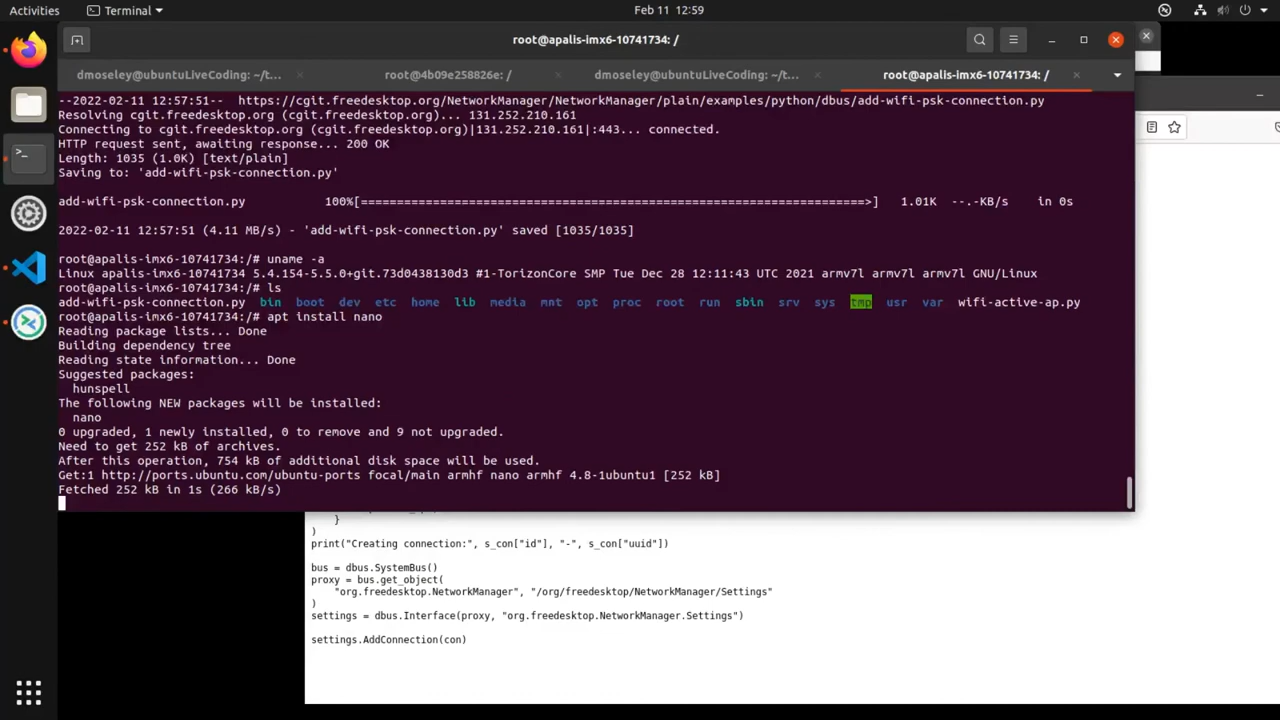 Activities
Terminal
Feb 11 12:59
root@apalis-imx6-10741734: /
dmoseley@ubuntuLiveCoding: ~/t...
root@4b09e258826e: /
dmoseley@ubuntuLiveCoding: ~/t...
root@apalis-imx6-10741734: /
--2022-02-11 12:57:51--  https://cgit.freedesktop.org/NetworkManager/NetworkManager/plain/examples/python/dbus/add-wifi-psk-connection.py
Resolving cgit.freedesktop.org (cgit.freedesktop.org)... 131.252.210.161
Connecting to cgit.freedesktop.org (cgit.freedesktop.org)|131.252.210.161|:443... connected.
HTTP request sent, awaiting response... 200 OK
Length: 1035 (1.0K) [text/plain]
Saving to: 'add-wifi-psk-connection.py'
add-wifi-psk-connection.py 100%[======================================================================>] 1.01K --.-KB/s in 0s
2022-02-11 12:57:51 (4.11 MB/s) - 'add-wifi-psk-connection.py' saved [1035/1035]
root@apalis-imx6-10741734:/# uname -a
Linux apalis-imx6-10741734 5.4.154-5.5.0+git.73d0438130d3 #1-TorizonCore SMP Tue Dec 28 12:11:43 UTC 2021 armv7l armv7l armv7l GNU/Linux
root@apalis-imx6-10741734:/# ls
add-wifi-psk-connection.py bin boot dev etc home lib media mnt opt proc root run sbin srv sys tmp usr var wifi-active-ap.py
root@apalis-imx6-10741734:/# apt install nano
Reading package lists... Done
Building dependency tree
Reading state information... Done
Suggested packages:
hunspell
The following NEW packages will be installed:
nano
0 upgraded, 1 newly installed, 0 to remove and 9 not upgraded.
Need to get 252 kB of archives.
After this operation, 754 kB of additional disk space will be used.
Get:1 http://ports.ubuntu.com/ubuntu-ports focal/main armhf nano armhf 4.8-1ubuntu1 [252 kB]
Fetched 252 kB in 1s (266 kB/s)
}
)
print("Creating connection:", s_con["id"], "-", s_con["uuid"])
bus = dbus.SystemBus()
proxy = bus.get_object(
"org.freedesktop.NetworkManager", "/org/freedesktop/NetworkManager/Settings"
)
settings = dbus.Interface(proxy, "org.freedesktop.NetworkManager.Settings")
settings.AddConnection(con)